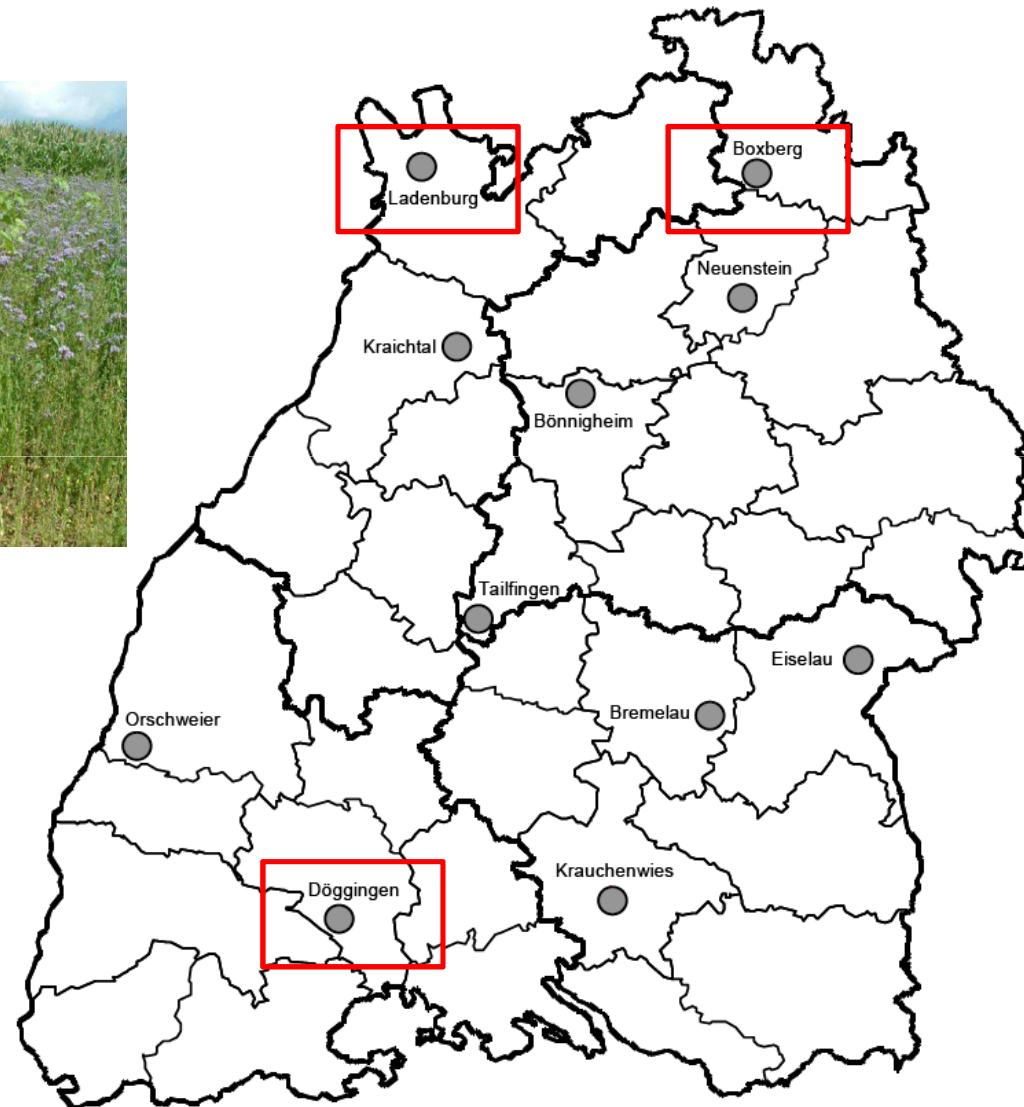 Boxberg
Ladenburg
Neuenstein
Kraichtal
Bönnigheim
Tailfingen
Eiselau
Bremelau
Orschweier
Krauchenwies
Döggingen